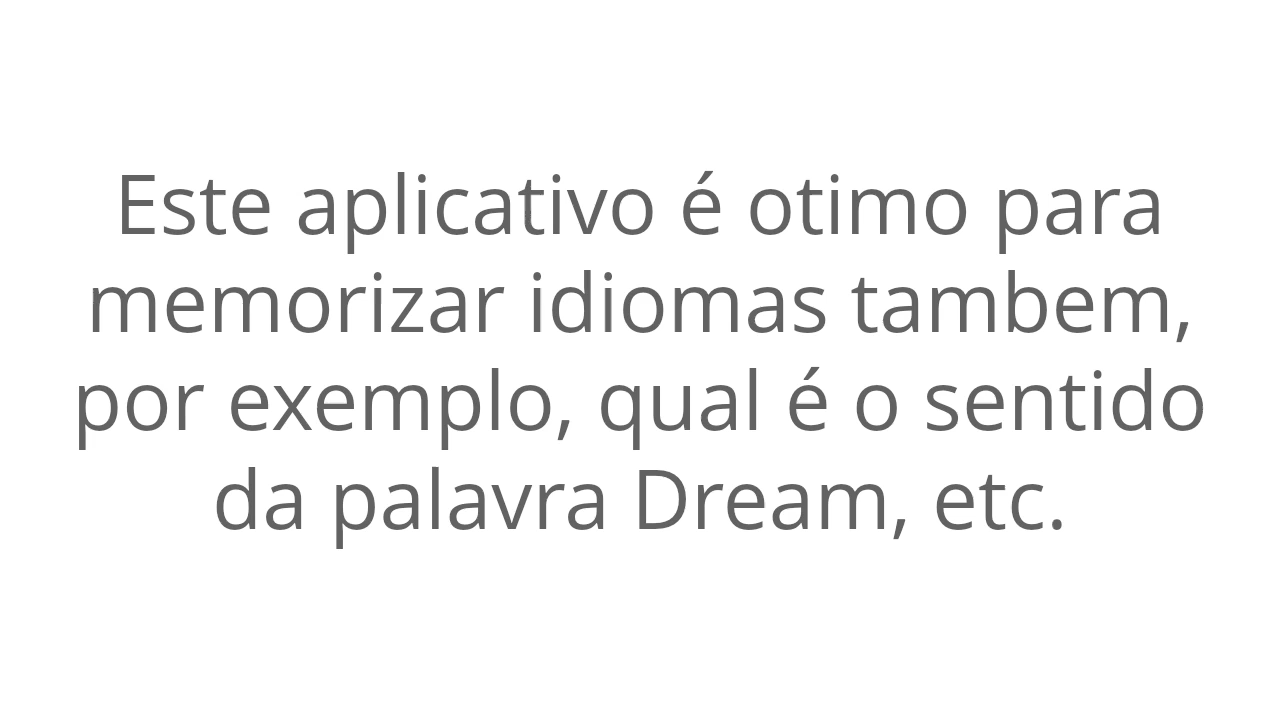 Este aplicativo é otimo para
memorizar idiomas tambem,
por exemplo, qual é o sentido
da palavra Dream, etc.